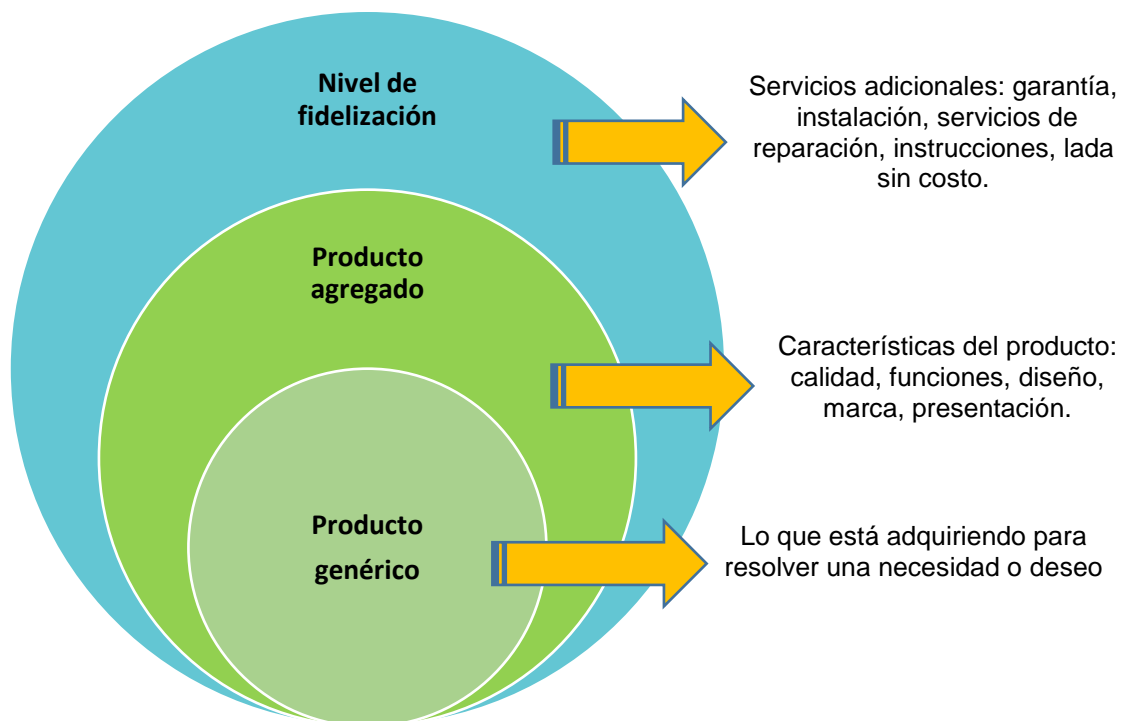 Nivel de
fidelización
Servicios adicionales: garantía,
instalación, servicios de
reparación, instrucciones, lada
sin costo.
Producto
agregado
Características del producto:
calidad, funciones, diseño,
marca, presentación.
Producto
genérico
Lo que está adquiriendo para
resolver una necesidad o deseo